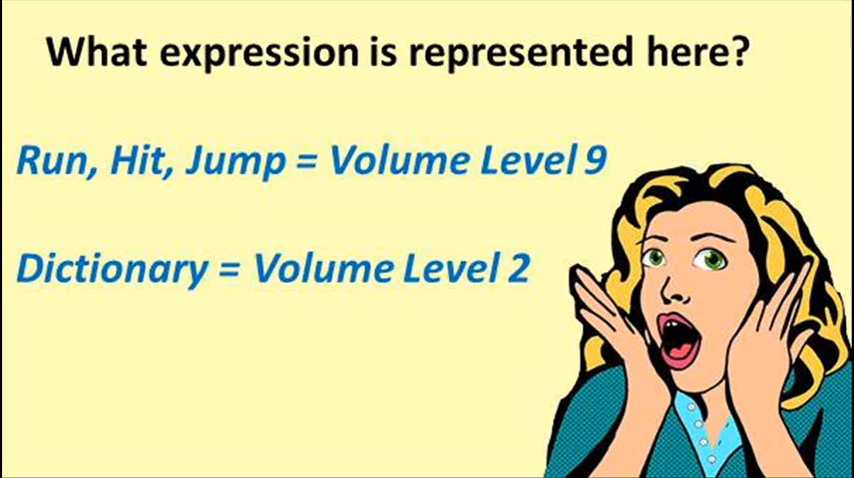 What expression is represented here?
Run, Hit, Jump = Volume Level 9
Dictionary = Volume Level 2